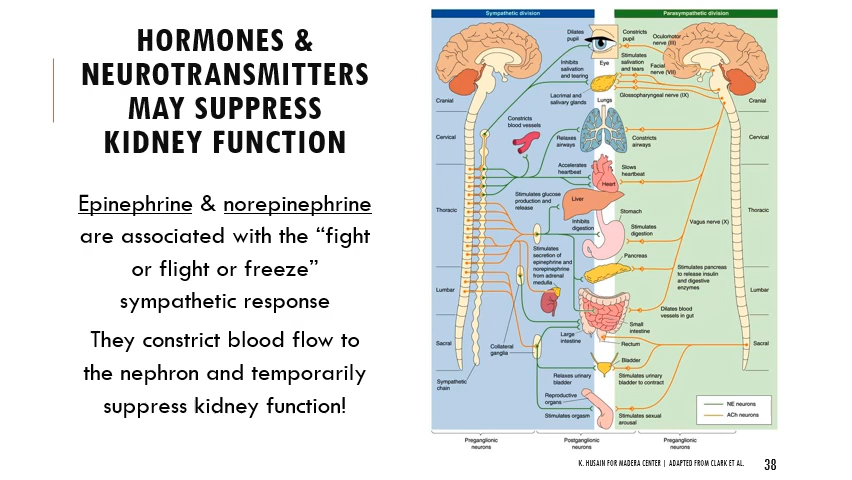 HORMONES &
NEUROTRANSMITTERS
MAY SUPPRESS
KIDNEY FUNCTION
Epinephrine & norepinephrine
are associated with the “fight
or flight or freeze”
sympathetic response
They constrict blood flow to
the nephron and temporarily
suppress kidney function!
Sympathetic division
Parasympathetic division
Cranial
Cervical
Thoracic
Lumbar
Sacral
Sympathetic
chain
Dilates
pupil
Inhibits
salivation
and tearing
Lacrimal and
salivary glands
Constricts
blood vessels
Relaxes
airways
Accelerates
heartbeat
Stimulates glucose
production and
release
Inhibits
digestion
Stimulates
secretion of
epinephrine and
norepinephrine
from adrenal
medulla
Collateral
ganglia
Large
intestine
Relaxes urinary
bladder
Reproductive
organs
Stimulates orgasm
Eye
Lungs
Heart
Liver
Stomach
Pancreas
Small
intestine
Rectum
Bladder
Constricts
pupil
Oculomotor
nerve (III)
Stimulates
salivation
and tears
Facial
nerve (VII)
Glossopharyngeal nerve (IX)
Constricts
airways
Slows
heartbeat
Vagus nerve (X)
Stimulates
digestion
Stimulates pancreas
to release insulin
and digestive
enzymes
Dilates blood
vessels in gut
Stimulates urinary
bladder to contract
Stimulates sexual
arousal
Cranial
Cervical
Thoracic
Lumbar
Sacral
NE neurons
ACh neurons
Preganglionic
neurons
Postganglionic
neurons
Preganglionic
neurons
K. HUSAIN FOR MADERA CENTER | ADAPTED FROM CLARK ET AL.
38